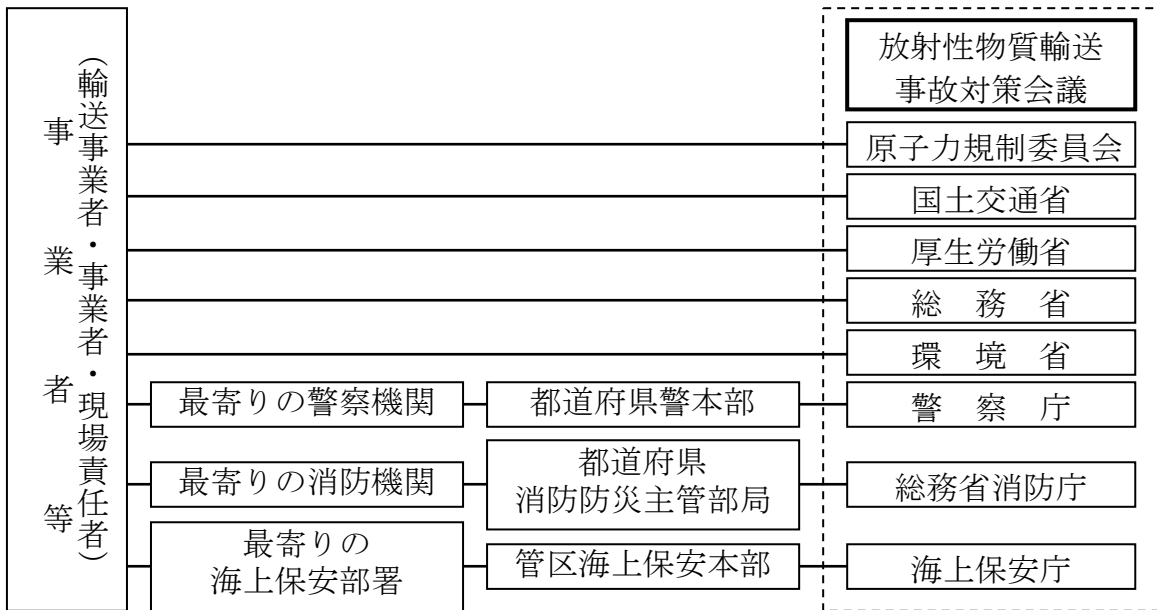 事業者等
(輸送事業者・事業者・現場責任者)
放射性物質輸送
事故対策会議
原子力規制委員会
国土交通省
厚生労働省
総務省
環境省
最寄りの警察機関
都道府県警本部
警察庁
最寄りの消防機関
都道府県
消防防災主管部局
総務省消防庁
最寄りの
海上保安部署
管区海上保安本部
海上保安庁